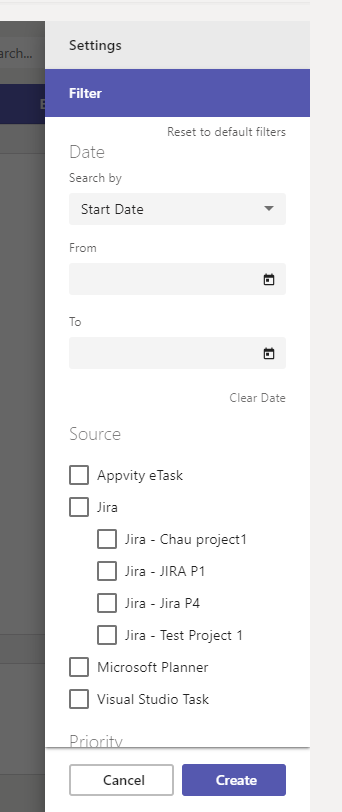 arch...
Settings
Filter
Reset to default filters
Date
Search by
Start Date
From
To
Clear Date
Source
Appvity eTask
Jira
Jira - Chau project1
Jira - JIRA P1
Jira - Jira P4
Jira - Test Project 1
Microsoft Planner
Visual Studio Task
Priority
Cancel
Create